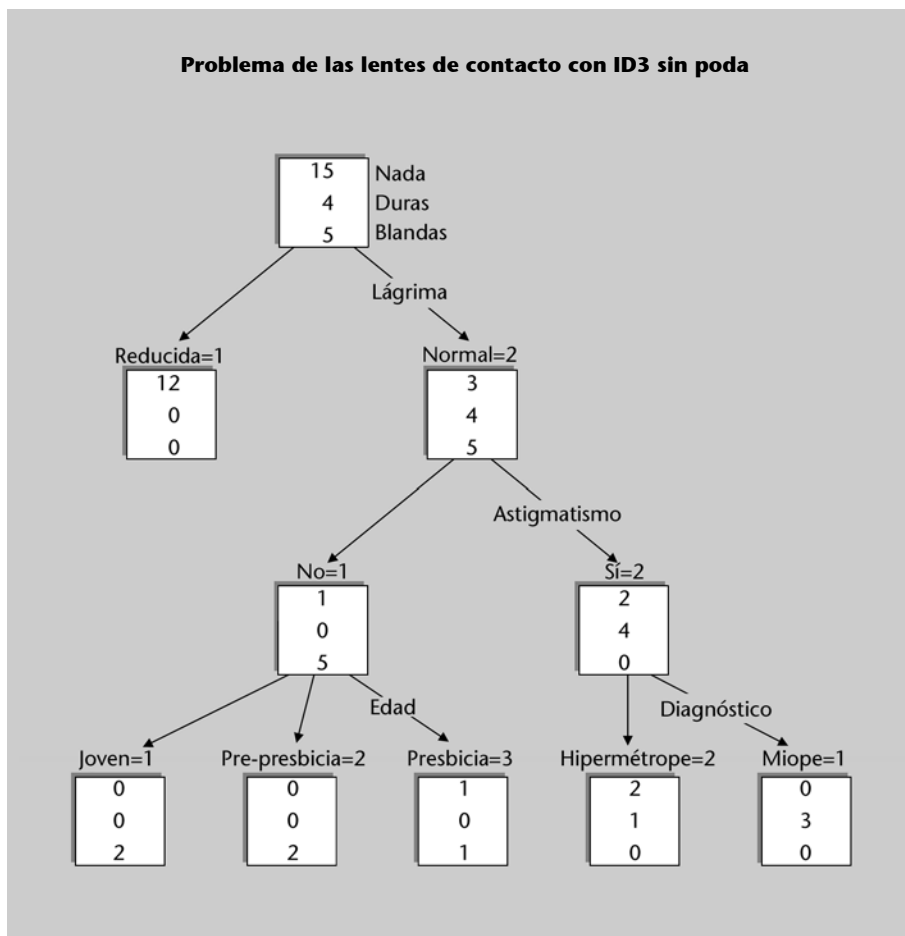 Problema de las lentes de contacto con ID3 sin poda
15 Nada
4 Duras
5 Blandas
Lágrima
Reducida=1
12
0
0
Normal=2
3
4
5
Astigmatismo
No=1
1
0
5
Sí=2
2
4
0
Edad
Diagnóstico
Joven=1
0
0
2
Pre-presbicia=2
0
0
2
Presbicia=3
1
0
1
Hipermétrope=2
2
1
0
Miope=1
0
3
0